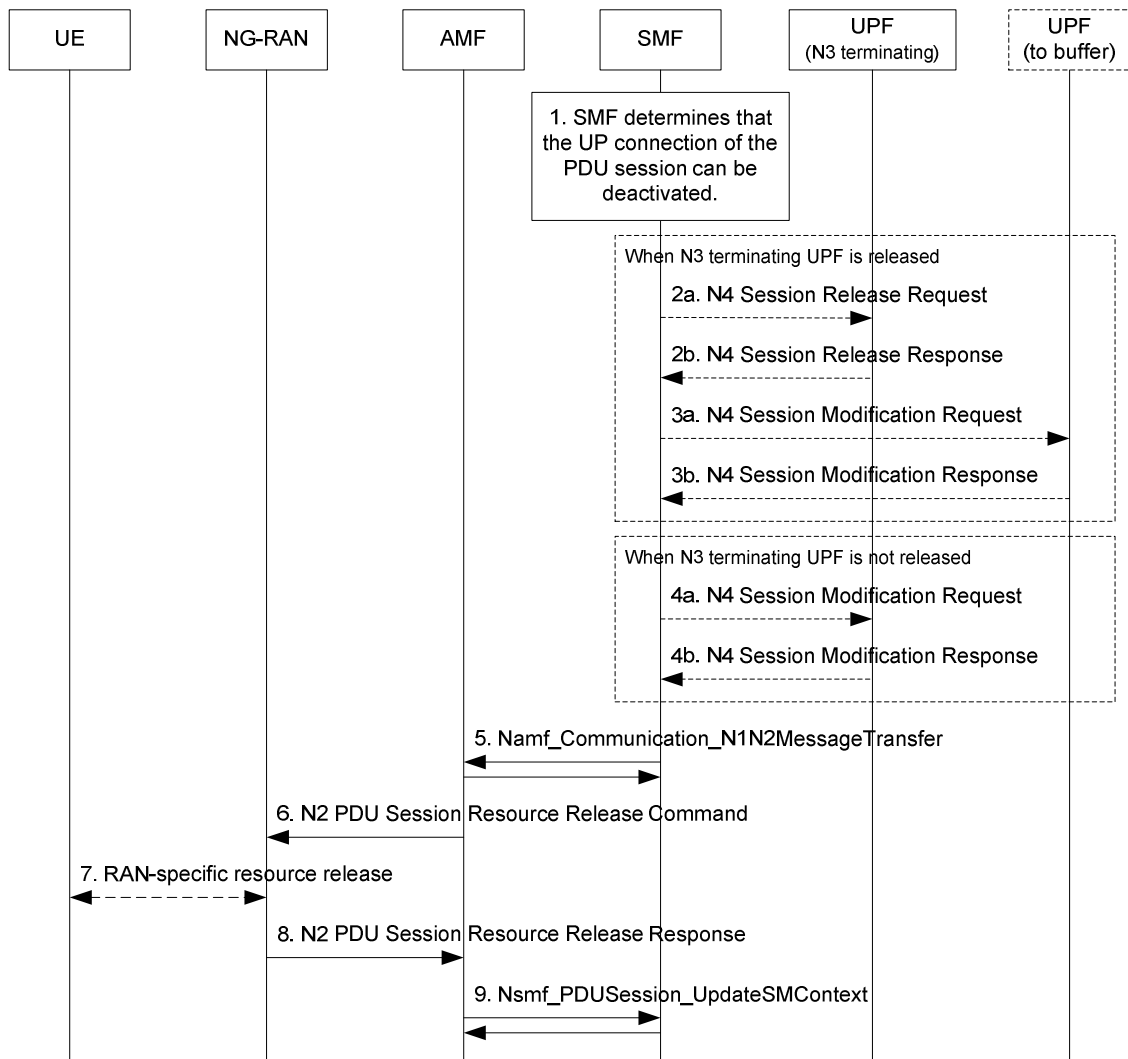 UE
NG-RAN
AMF
SMF
UPF
(N3 terminating)
UPF
(to buffer)
1. SMF determines that
the UP connection of the
PDU session can be
deactivated.
When N3 terminating UPF is released
2a. N4 Session Release Request
2b. N4 Session Release Response
3a. N4 Session Modification Request
3b. N4 Session Modification Response
When N3 terminating UPF is not released
4a. N4 Session Modification Request
4b. N4 Session Modification Response
5. Namf_Communication_N1N2MessageTransfer
6. N2 PDU Session Resource Release Command
7. RAN-specific resource release
8. N2 PDU Session Resource Release Response
9. Nsmf_PDUSession_UpdateSMContext